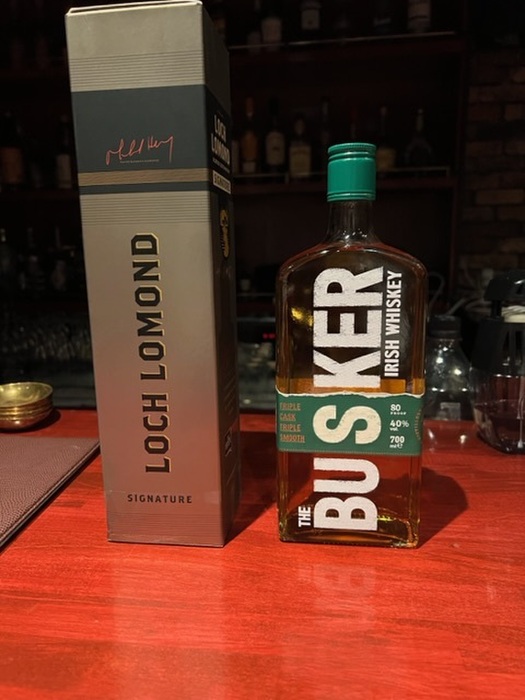 LOCH LOMOND
SIGNATURE
LOCH
LOMOND
SIGNATURE
THE
BUSKER
IRISH WHISKEY
TRIPLE
CASK
TRIPLE
SMOOTH
80
PROOF
40%
vol.
700
ml℮